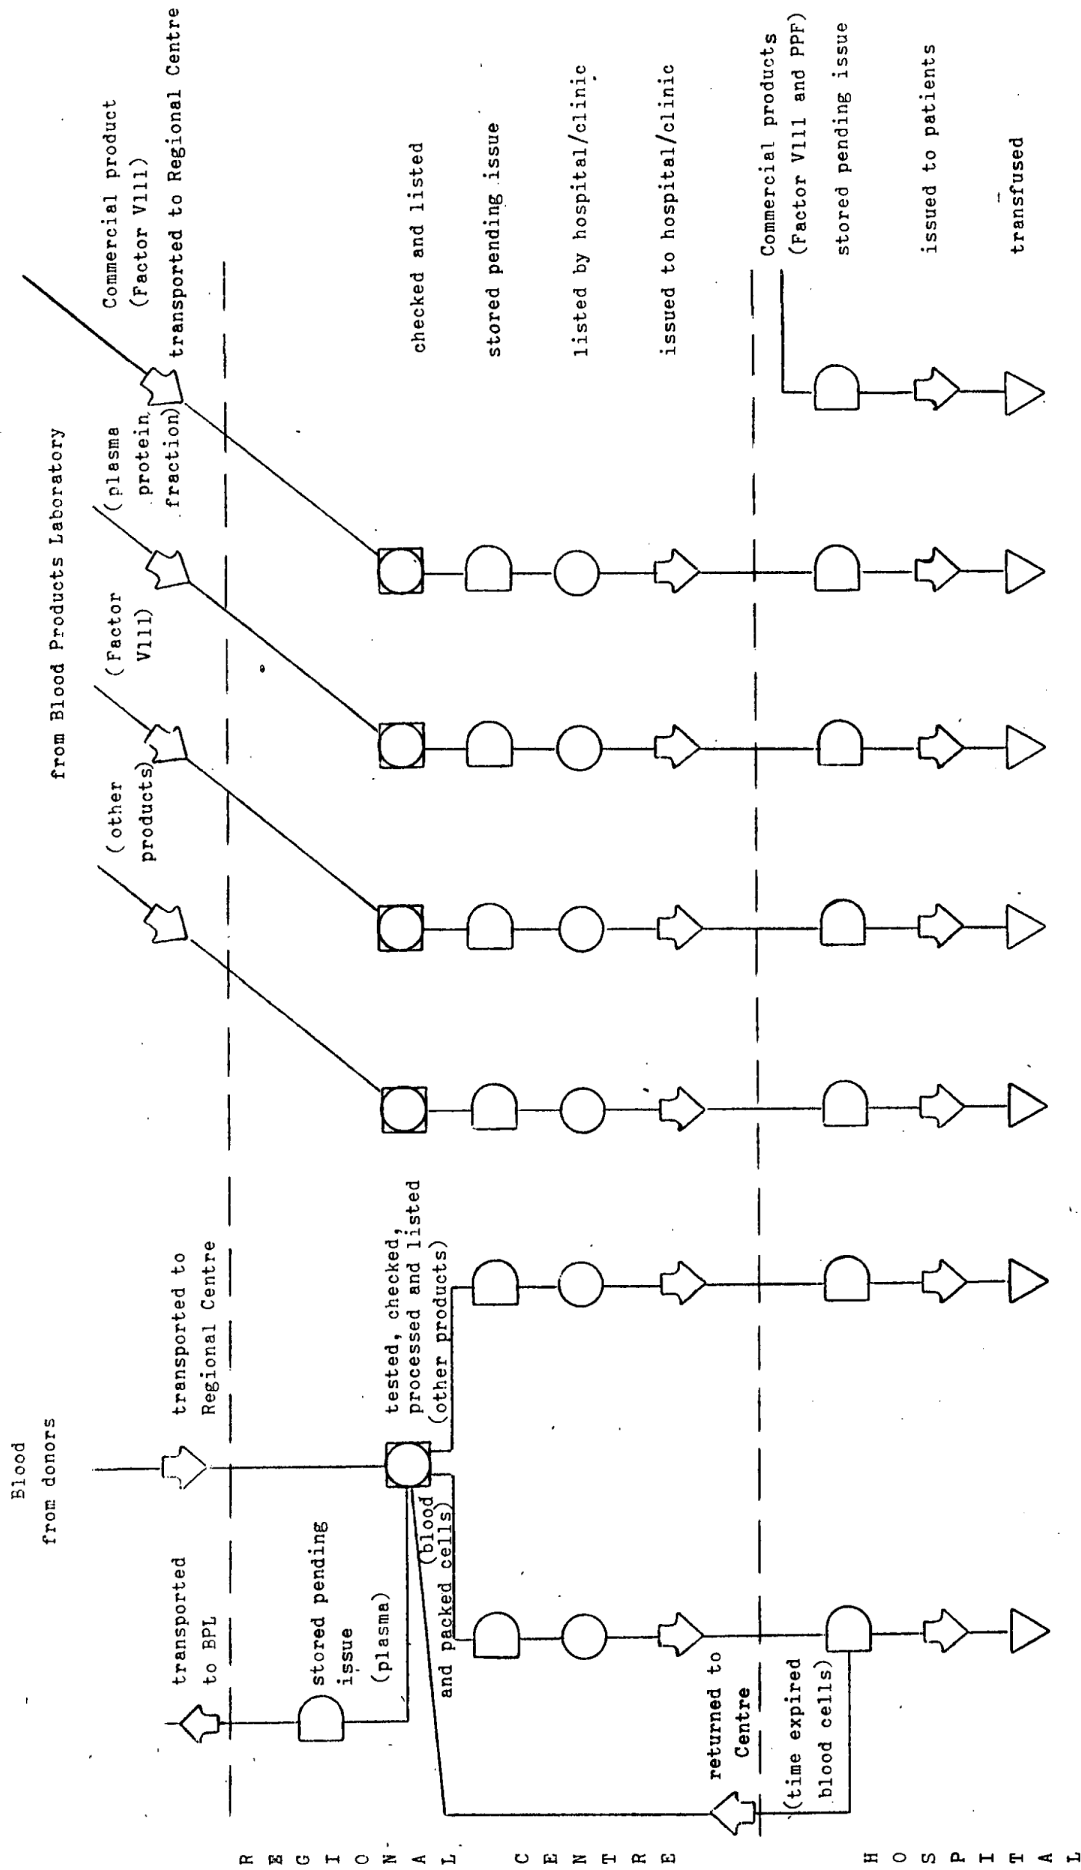 Blood
from donors
from Blood Products Laboratory
transported
to BPL
transported to
Regional Centre
(other
products)
(Factor
V111)
(plasma
protein
fraction)
Commercial product
(Factor V111)
transported to Regional Centre
stored pending
issue
(plasma)
tested, checked,
processed and listed
(other products)
(blood
and packed cells)
checked and listed
stored pending issue
listed by hospital/clinic
issued to hospital/clinic
returned to
Centre
(time expired
blood cells)
Commercial products
(Factor V111 and PPF)
stored pending issue
issued to patients
transfused
REGIONAL CENTRE
HOSPITAL